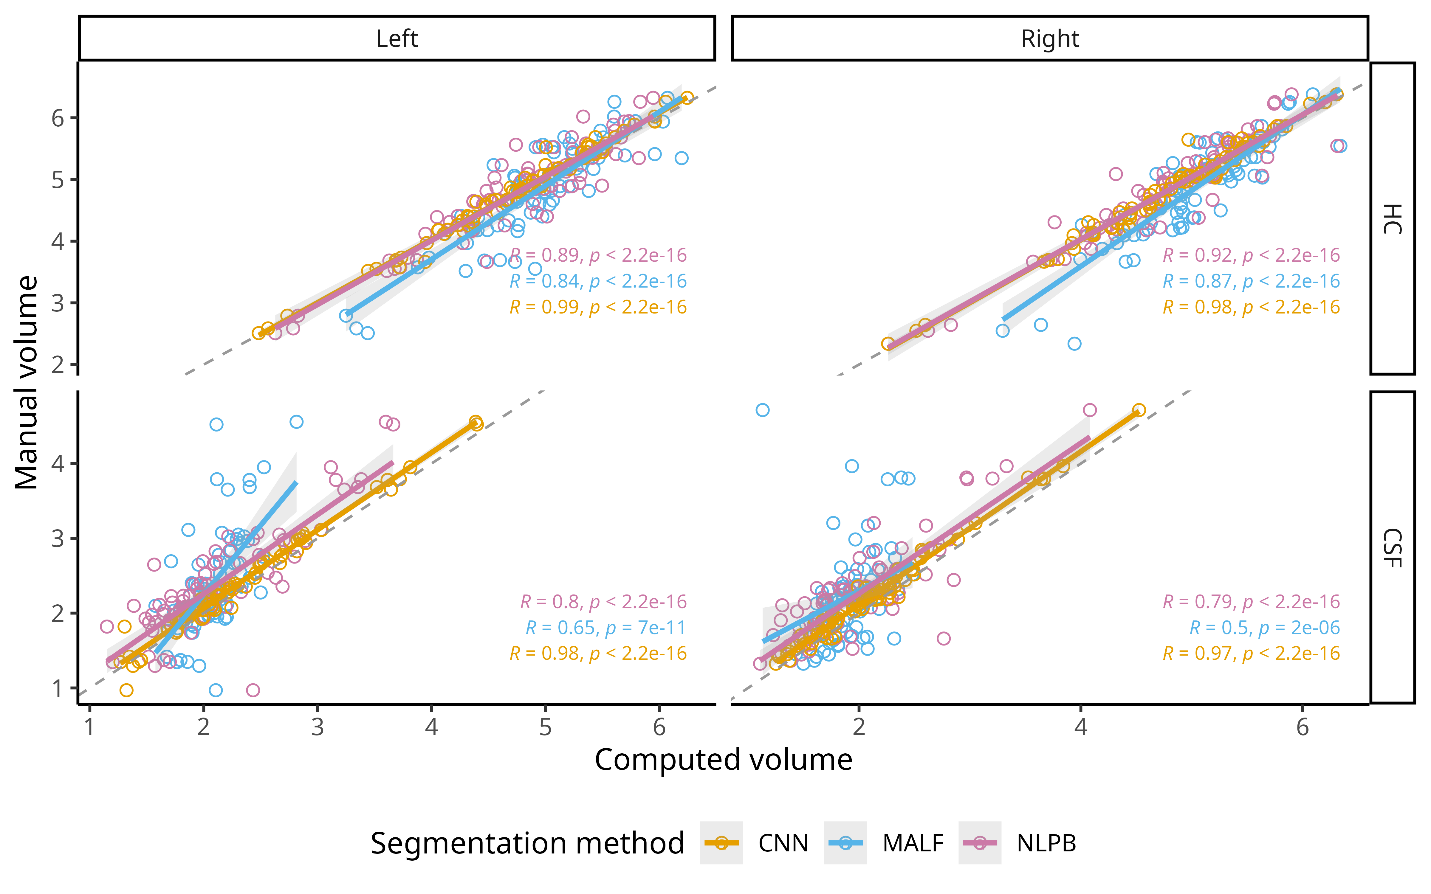 Left
Right
HC
6
5
4
3
2
R = 0.89, p < 2.2e-16
R = 0.84, p < 2.2e-16
R = 0.99, p < 2.2e-16
R = 0.92, p < 2.2e-16
R = 0.87, p < 2.2e-16
R = 0.98, p < 2.2e-16
Manual volume
CSF
4
3
2
1
R = 0.8, p < 2.2e-16
R = 0.65, p = 7e-11
R = 0.98, p < 2.2e-16
R = 0.79, p < 2.2e-16
R = 0.5, p = 2e-06
R = 0.97, p < 2.2e-16
1 2 3 4 5 6
2 4 6
Computed volume
Segmentation method CNN MALF NLPB